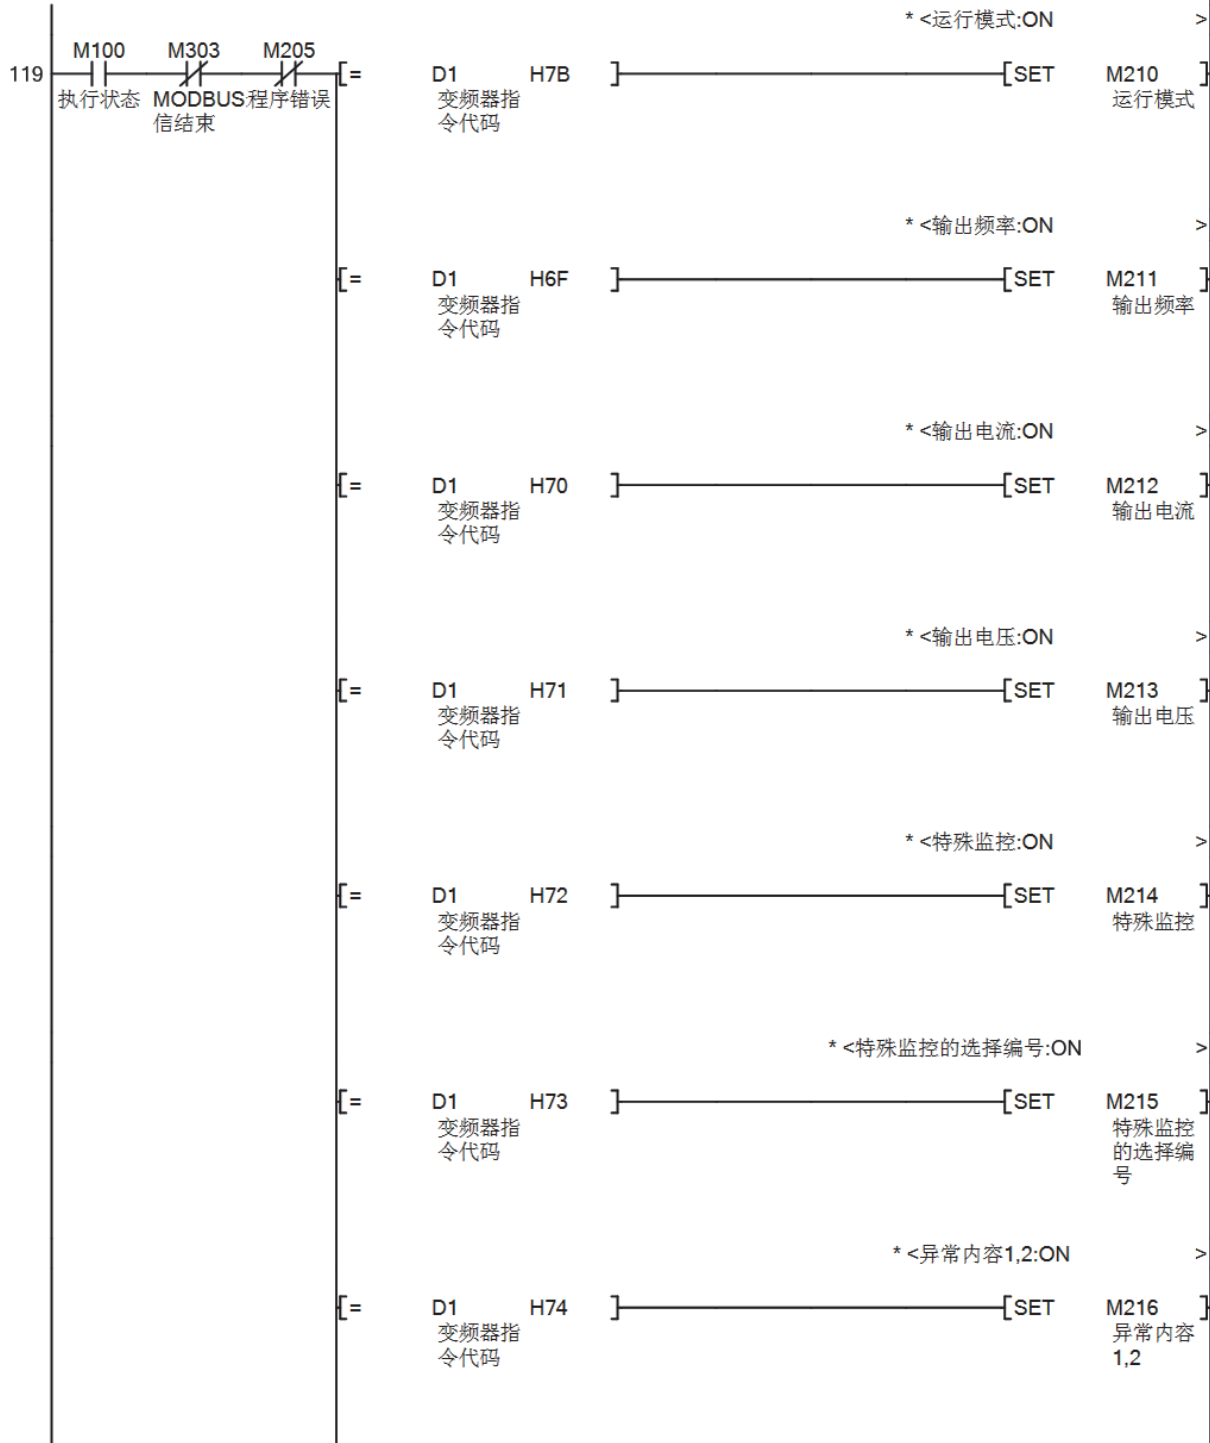 * <运行模式:ON >
M100 M303 M205
119 [= D1 H7B ] [SET M210 ]
执行状态 MODBUS 程序错误 变频器指 运行模式
信结束 令代码
* <输出频率:ON >
[= D1 H6F ] [SET M211 ]
变频器指 输出频率
令代码
* <输出电流:ON >
[= D1 H70 ] [SET M212 ]
变频器指 输出电流
令代码
* <输出电压:ON >
[= D1 H71 ] [SET M213 ]
变频器指 输出电压
令代码
* <特殊监控:ON >
[= D1 H72 ] [SET M214 ]
变频器指 特殊监控
令代码
* <特殊监控的选择编号:ON >
[= D1 H73 ] [SET M215 ]
变频器指 特殊监控
令代码 的选择编
号
* <异常内容1,2:ON >
[= D1 H74 ] [SET M216 ]
变频器指 异常内容
令代码 1,2